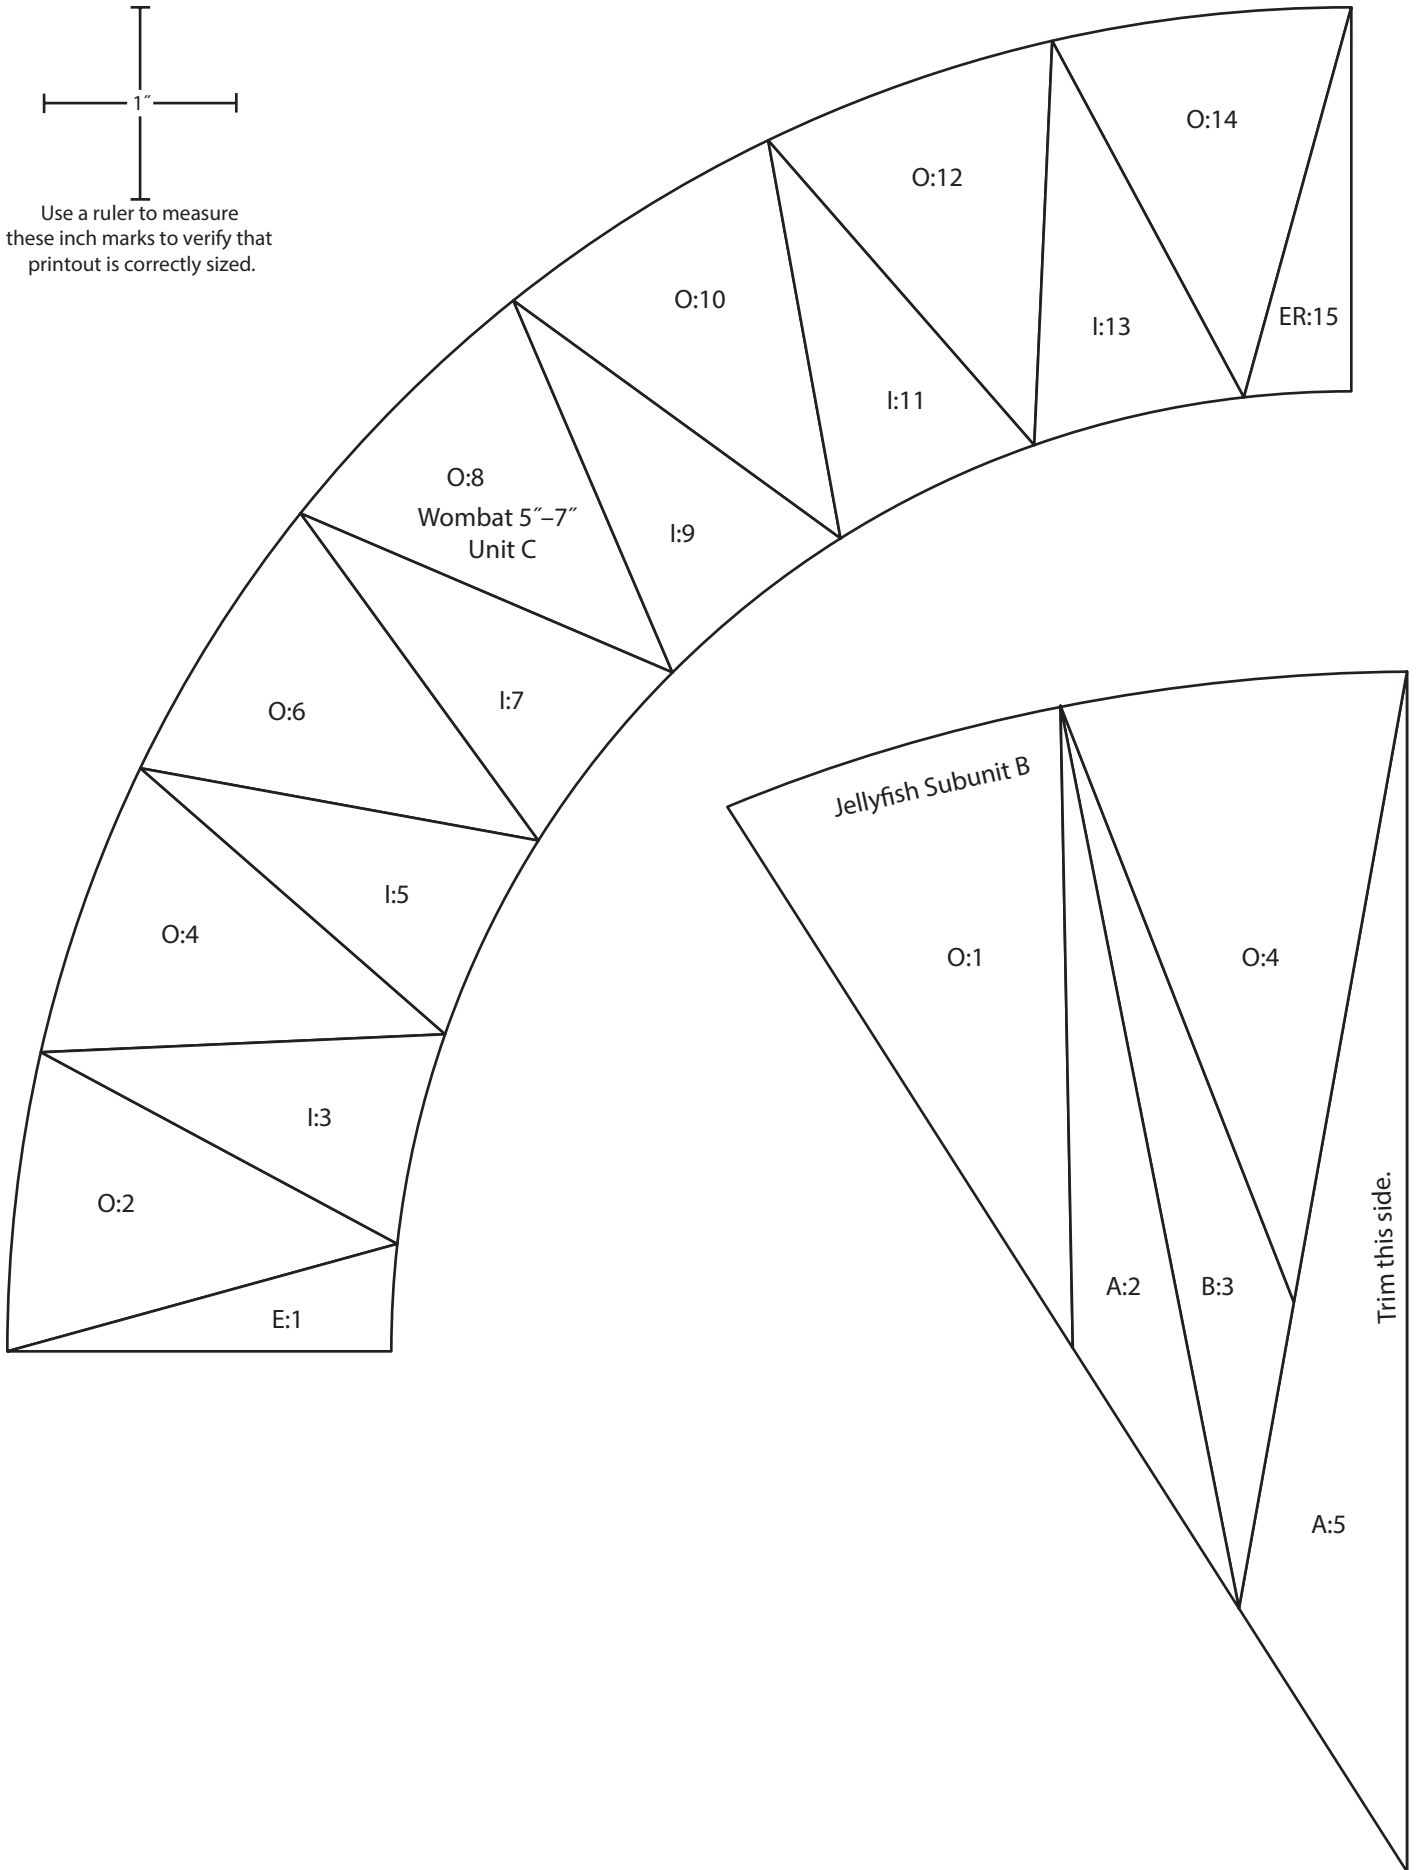 1″
Use a ruler to measure
these inch marks to verify that
printout is correctly sized.
O:14
O:12
ER:15
I:13
O:10
I:11
O:8
Wombat 5″–7″
Unit C
I:9
O:6
I:7
O:4
I:5
I:3
O:2
E:1
Jellyfish Subunit B
O:1
O:4
A:2
B:3
Trim this side.
A:5